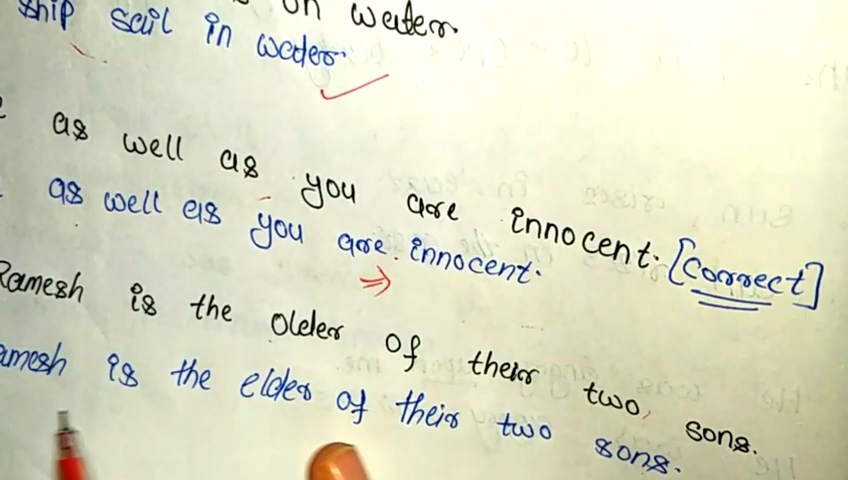 on water.
ship sail in water.
as well as you are innocent. [correct]
as well as you are innocent.
Ramesh is the older of their two, sons.
amesh is the elder of their two sons.